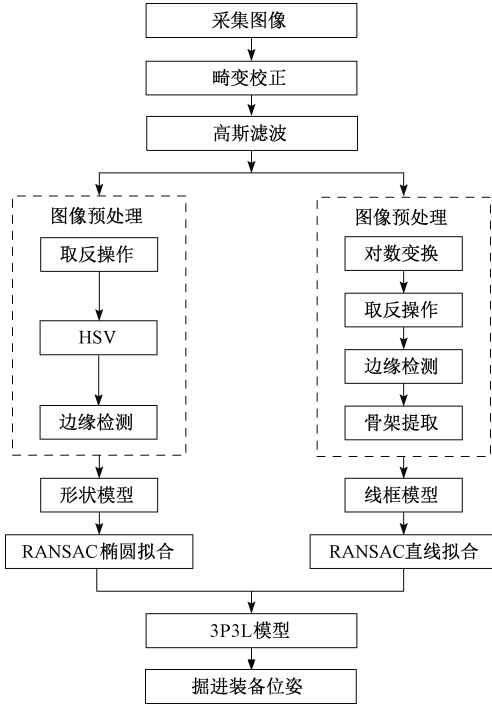 采集图像
畸变校正
高斯滤波
图像预处理
取反操作
HSV
边缘检测
形状模型
RANSAC椭圆拟合
图像预处理
对数变换
取反操作
边缘检测
骨架提取
线框模型
RANSAC直线拟合
3P3L模型
掘进装备位姿